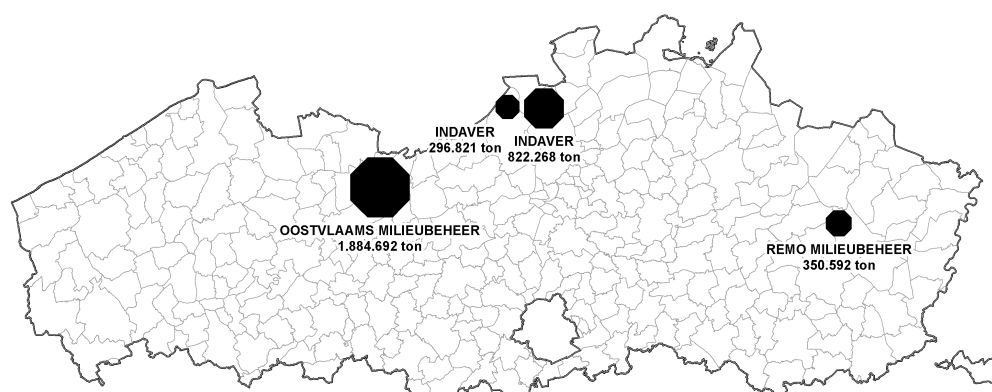 INDAVER
296.821 ton
INDAVER
822.268 ton
OOSTVLAAMS MILIEUBEHEER
1.884.692 ton
REMO MILIEUBEHEER
350.592 ton